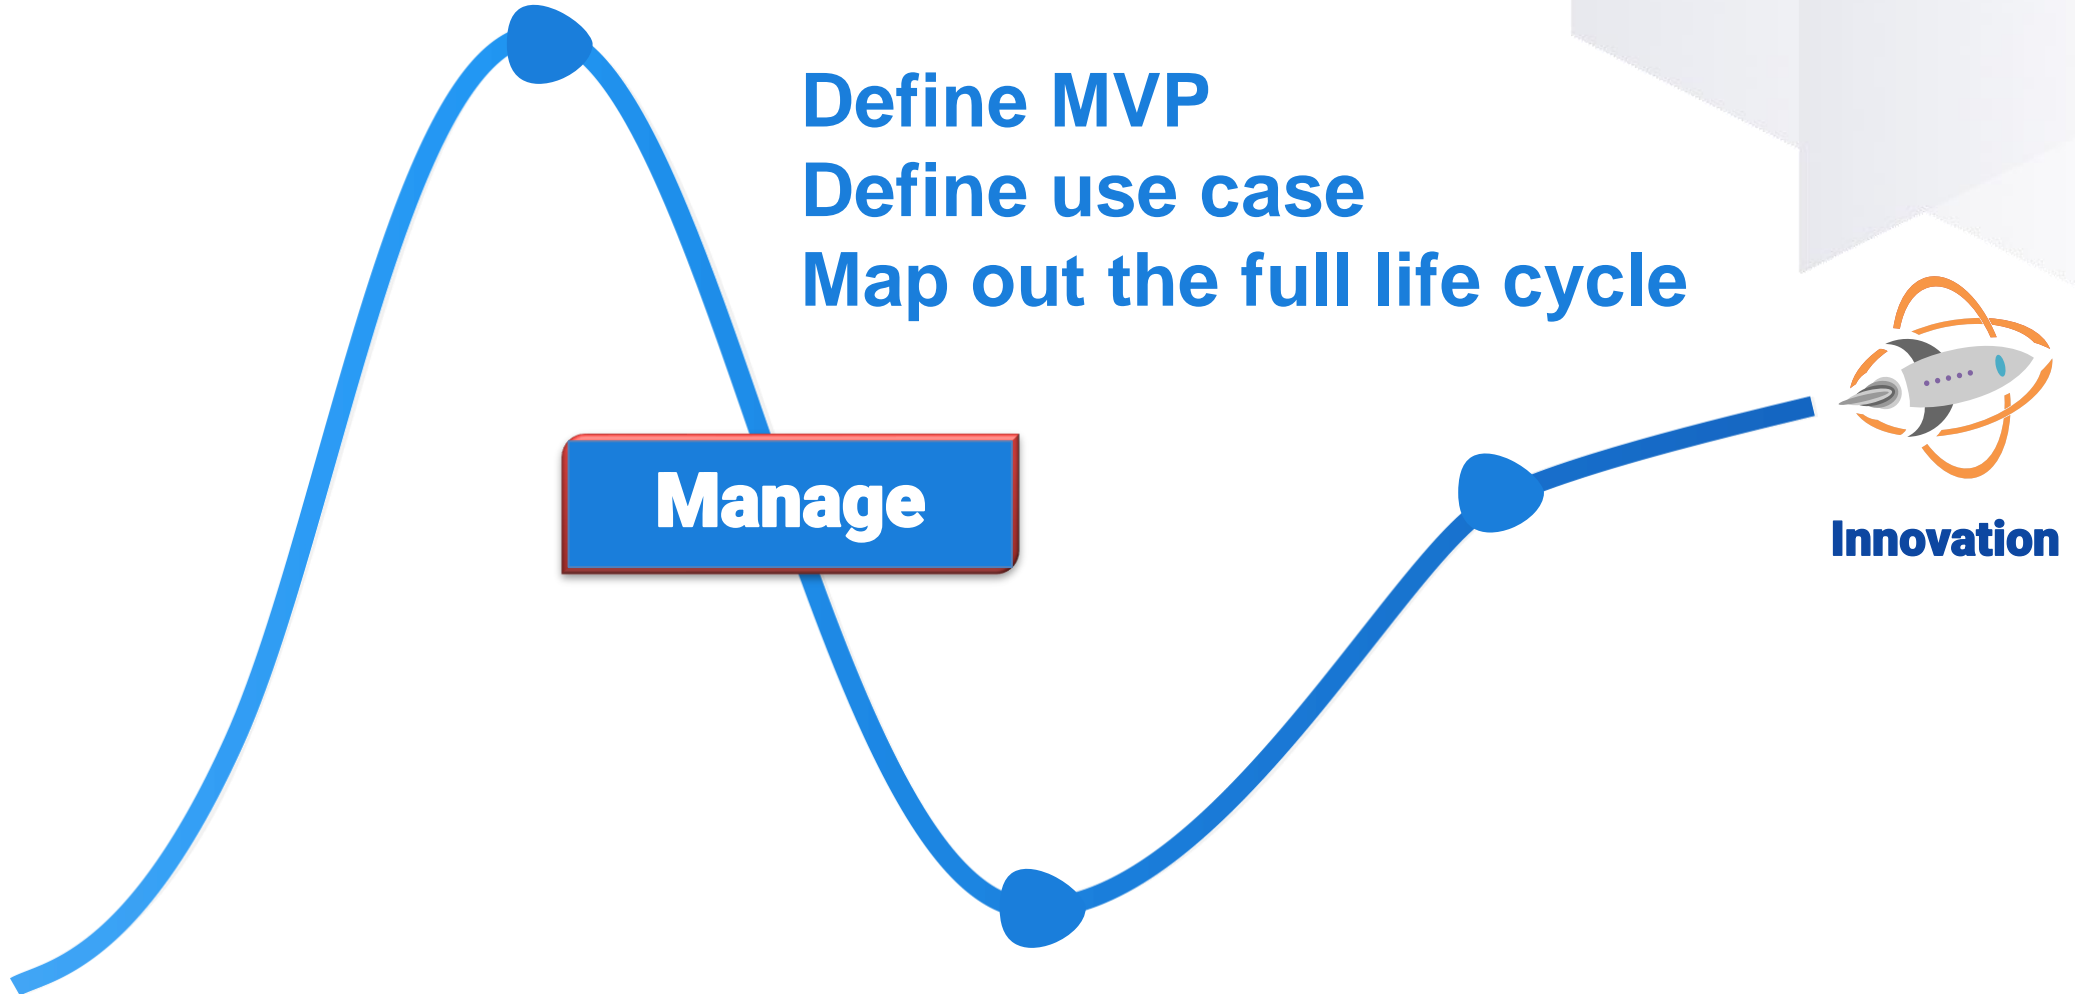 Define MVP
Define use case
Map out the full life cycle
Manage
Innovation